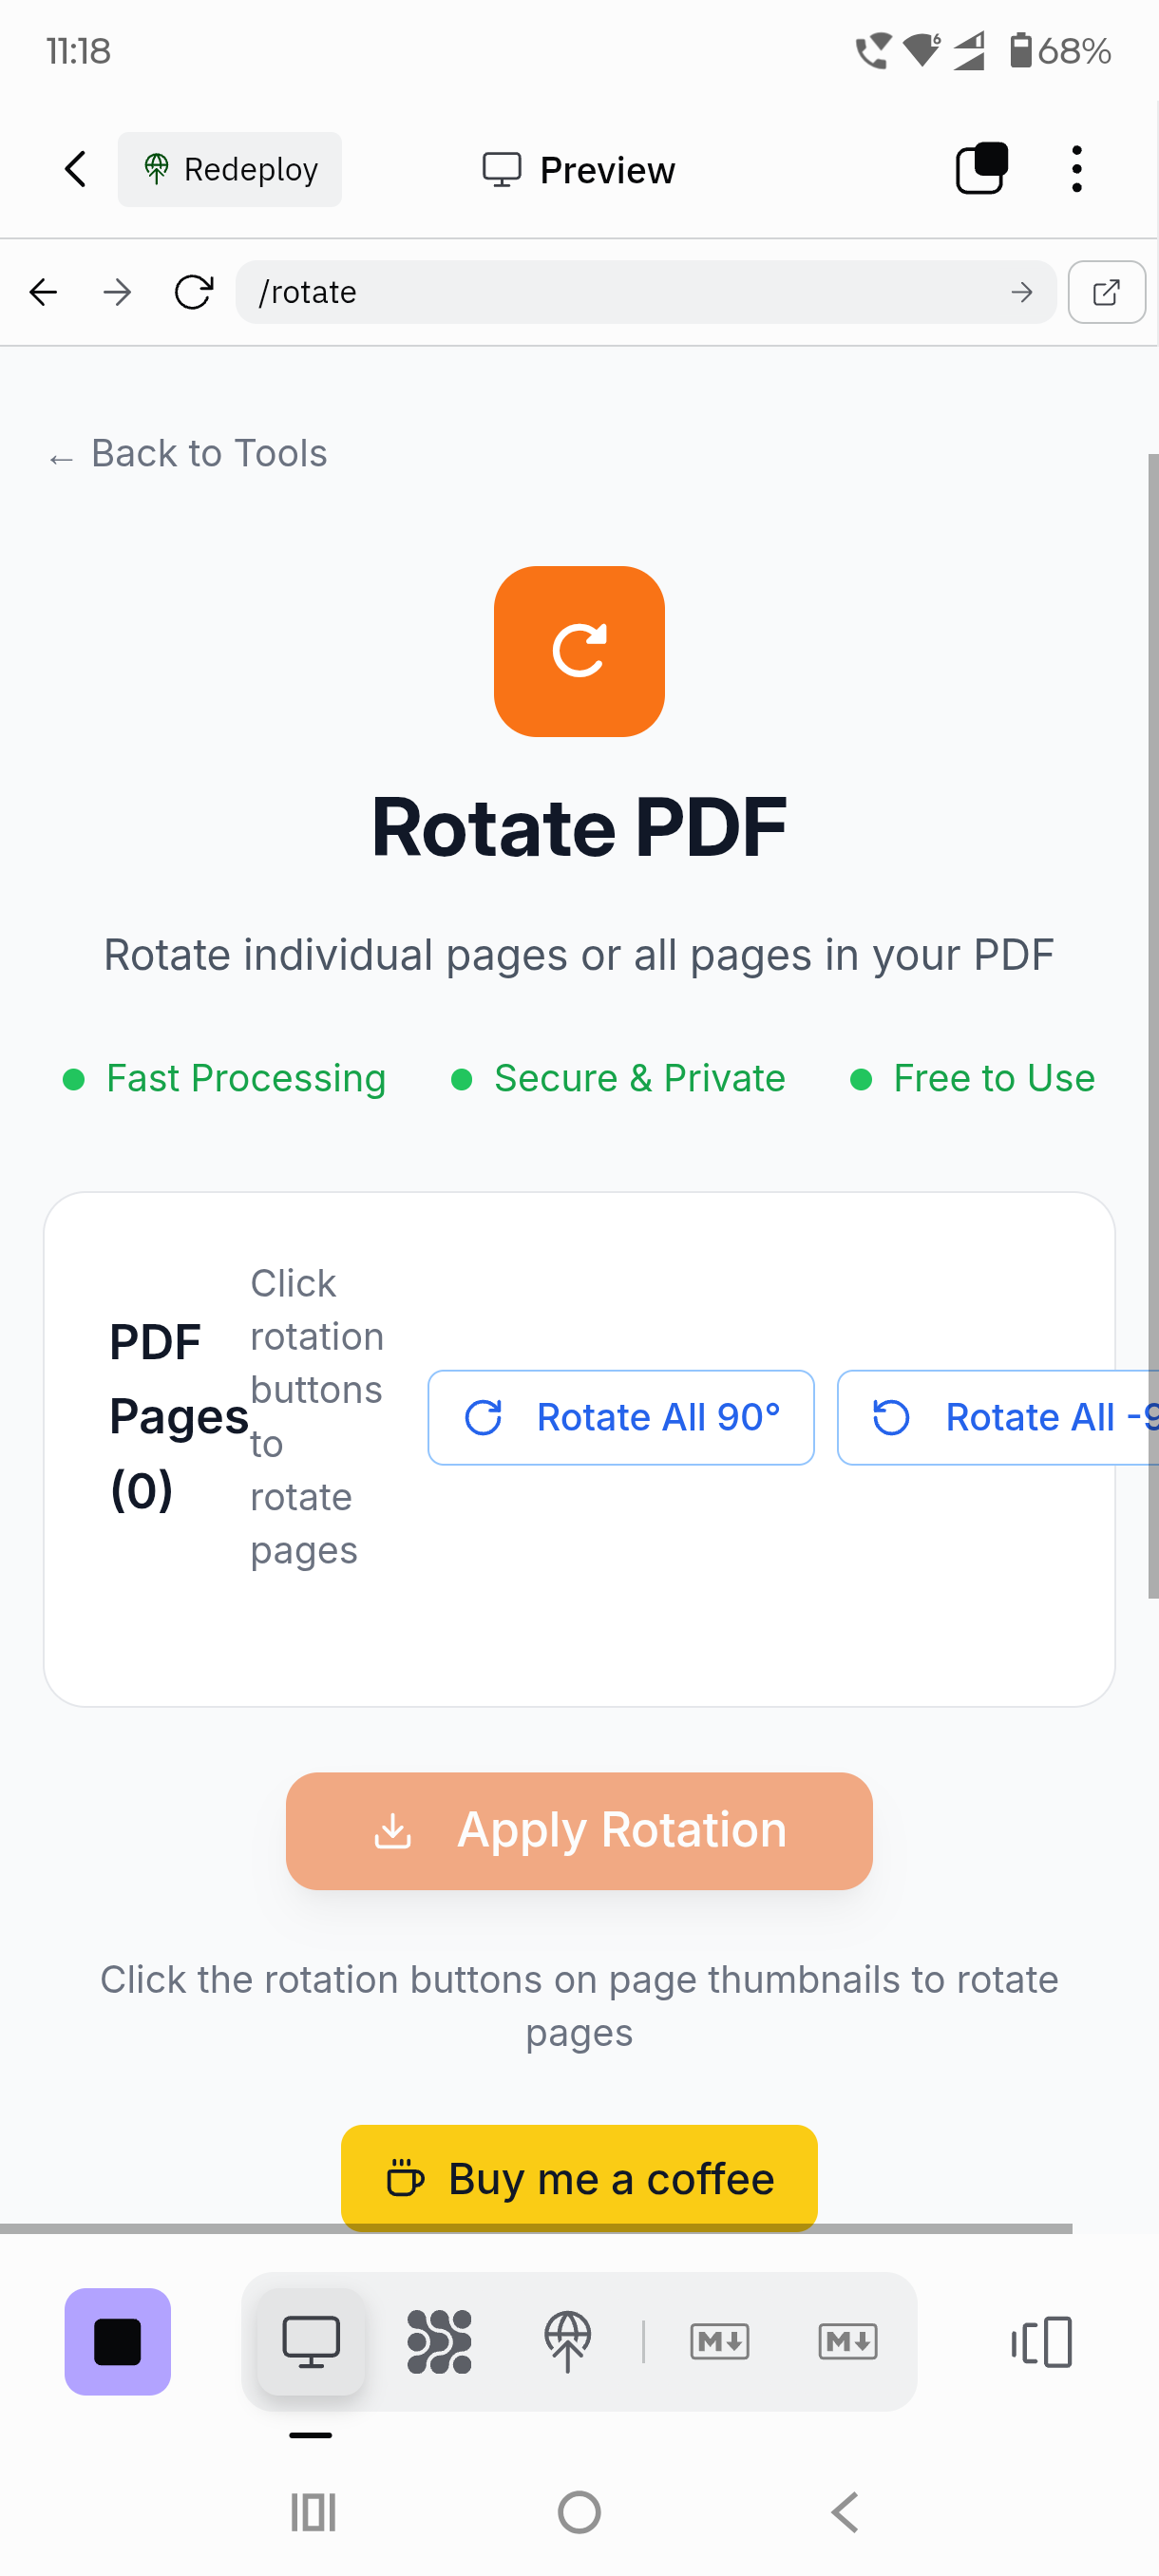 11:18
6
68%
Redeploy
Preview
/rotate
← Back to Tools
Rotate PDF
Rotate individual pages or all pages in your PDF
Fast Processing
Secure & Private
Free to Use
PDF
Pages
(0)
Click
rotation
buttons
to
rotate
pages
Rotate All 90°
Rotate All -9
Apply Rotation
Click the rotation buttons on page thumbnails to rotate
pages
Buy me a coffee
M
M